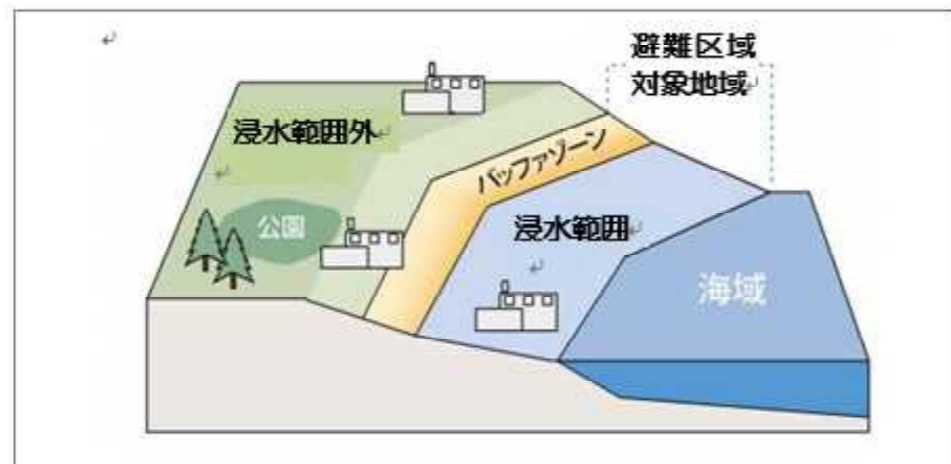 避難区域
対象地域
浸水範囲外
バッファゾーン
公園
浸水範囲
海域